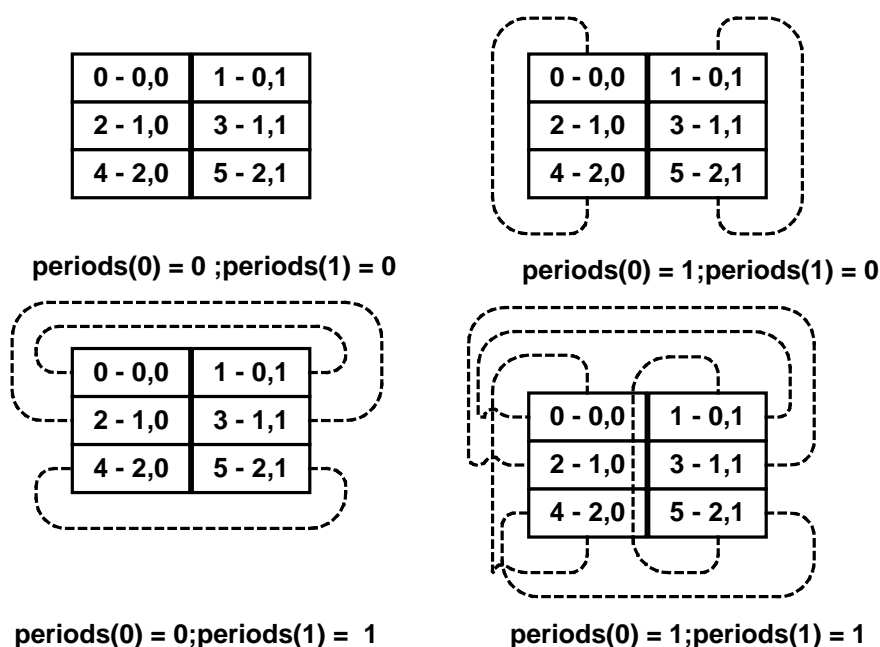 0 - 0,0 1 - 0,1
2 - 1,0 3 - 1,1
4 - 2,0 5 - 2,1
periods(0) = 0 ;periods(1) = 0
0 - 0,0 1 - 0,1
2 - 1,0 3 - 1,1
4 - 2,0 5 - 2,1
periods(0) = 1;periods(1) = 0
0 - 0,0 1 - 0,1
2 - 1,0 3 - 1,1
4 - 2,0 5 - 2,1
periods(0) = 0;periods(1) =  1
0 - 0,0 1 - 0,1
2 - 1,0 3 - 1,1
4 - 2,0 5 - 2,1
periods(0) = 1;periods(1) = 1